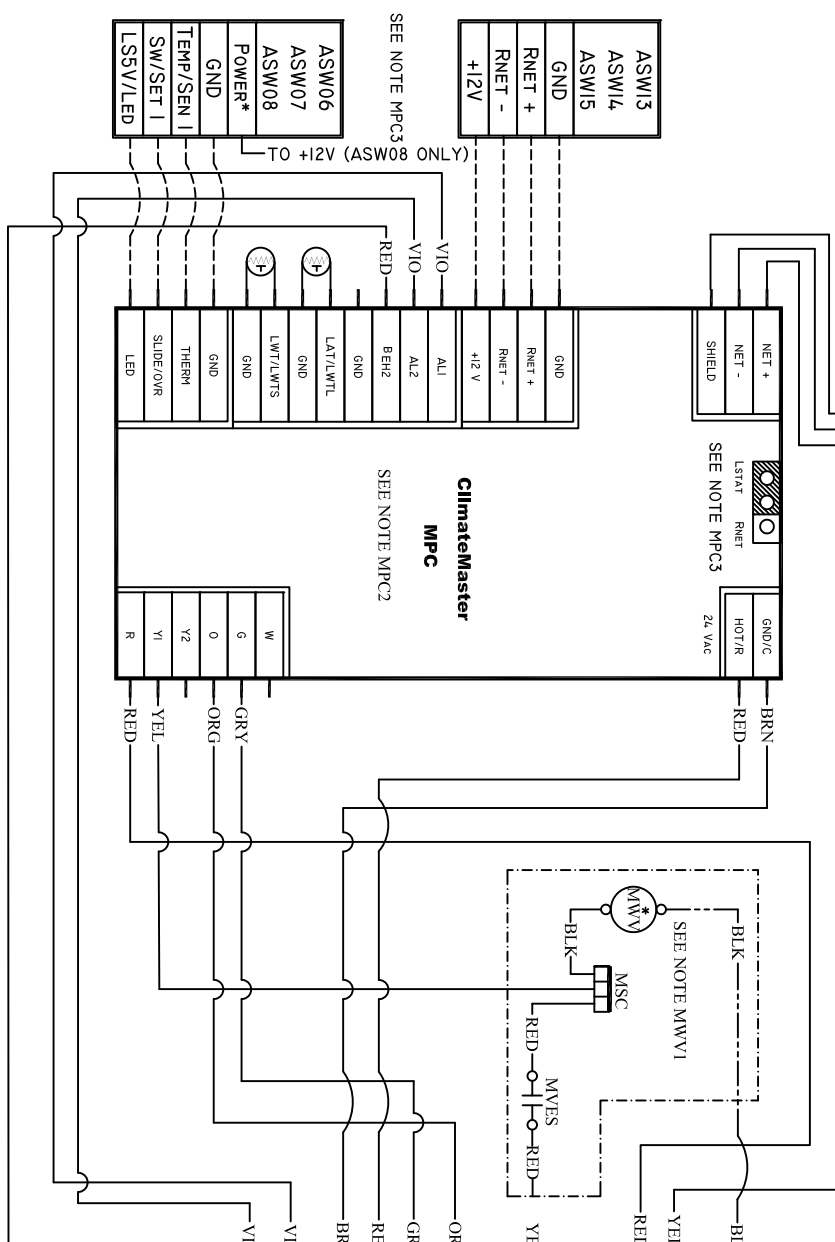 ASW06
ASW07
ASW08
POWER*
GND
TEMP/SEN 1
SW/SET 1
LS5V/LED
TO +12V (ASW08 ONLY)
SEE NOTE MPC3
ASW13
ASW14
ASW15
GND
RNET +
RNET -
+12V
RED
VIO
VIO
LED
SLIDE/OVR
THERM
GND
GND
LWT/LWTS
GND
LAT/LWTL
GND
BEH2
AL2
AL1
+12 V
RNET -
RNET +
GND
SHIELD
NET -
NET +
LSTAT
RNET
SEE NOTE MPC3
ClimateMaster
MPC
SEE NOTE MPC2
R
Y1
Y2
O
G
W
24 VAC
HOT/R
GND/C
RED
YEL
ORG
GRY
RED
BRN
MWV
*
SEE NOTE MWV1
BLK
BLK
MSC
RED
MVES
RED
VI
VI
BR
RE
GR
OR
YE
RED
YEL
BL